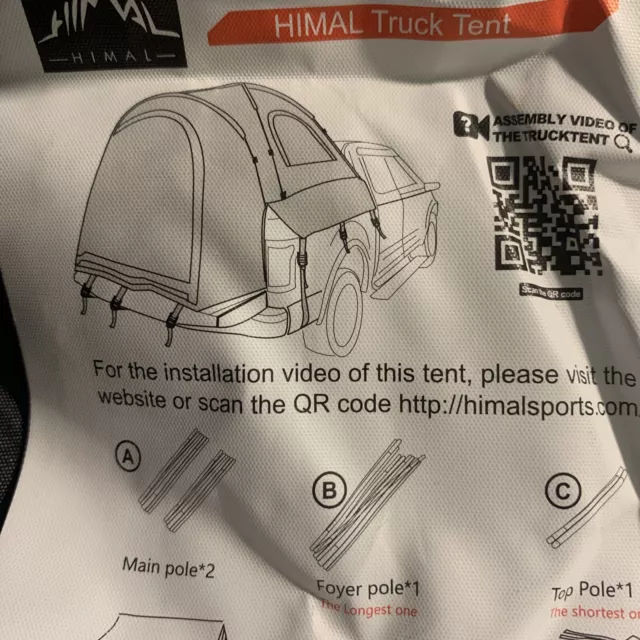 HIMAL
HIMAL Truck Tent
ASSEMBLY VIDEO OF
THE TRUCKTENT
Scan the QR code
For the installation video of this tent, please visit the
website or scan the QR code http://himalsports.com
A
B
C
Main pole*2
Foyer pole*1
The Longest one
Top Pole*1
the shortest